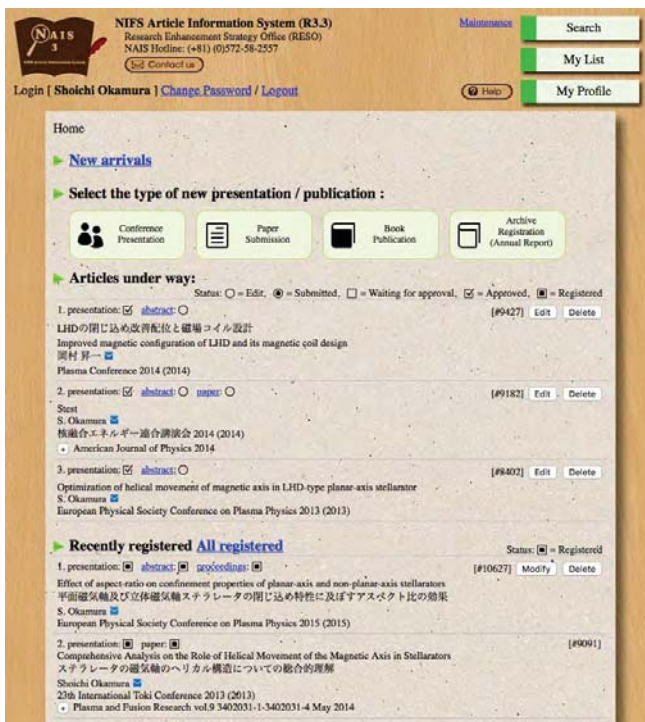 NAIS
3
NIFS Article Information System (R3.3)
Research Enhancement Strategy Office (RESO)
NAIS Hotline: (+81) (0)572-58-2557
Contact us
Maintenance
Search
My List
My Profile
Login [ Shoichi Okamura ] Change Password / Logout
Help
Home
New arrivals
Select the type of new presentation / publication :
Conference Presentation
Paper Submission
Book Publication
Archive Registration (Annual Report)
Articles under way:
Status: ○ = Edit, ◉ = Submitted, □ = Waiting for approval, ☑ = Approved, ▣ = Registered
1. presentation: ☑ abstract: ○ [#9427] Edit Delete
LHDの閉じ込め改善配位と磁場コイル設計
Improved magnetic configuration of LHD and its magnetic coil design
岡村 昇一
Plasma Conference 2014 (2014)
2. presentation: ☑ abstract: ○ paper: ○ [#9182] Edit Delete
Stest
S. Okamura
核融合エネルギー連合講演会 2014 (2014)
+ American Journal of Physics 2014
3. presentation: ☑ abstract: ○ [#8402] Edit Delete
Optimization of helical movement of magnetic axis in LHD-type planar-axis stellarator
S. Okamura
European Physical Society Conference on Plasma Physics 2013 (2013)
Recently registered All registered
Status: ▣ = Registered
1. presentation: ▣ abstract: ▣ proceedings: ▣ [#10627] Modify Delete
Effect of aspect-ratio on confinement properties of planar-axis and non-planar-axis stellarators
平面磁気軸及び立体磁気軸ステラレータの閉じ込め特性に及ぼすアスペクト比の効果
S. Okamura
European Physical Society Conference on Plasma Physics 2015 (2015)
2. presentation: ▣ paper: ▣ [#9091]
Comprehensive Analysis on the Role of Helical Movement of the Magnetic Axis in Stellarators
ステラレータの磁気軸のヘリカル構造についての総合的理解
Shoichi Okamura
23th International Toki Conference 2013 (2013)
+ Plasma and Fusion Research vol.9 3402031-1-3402031-4 May 2014